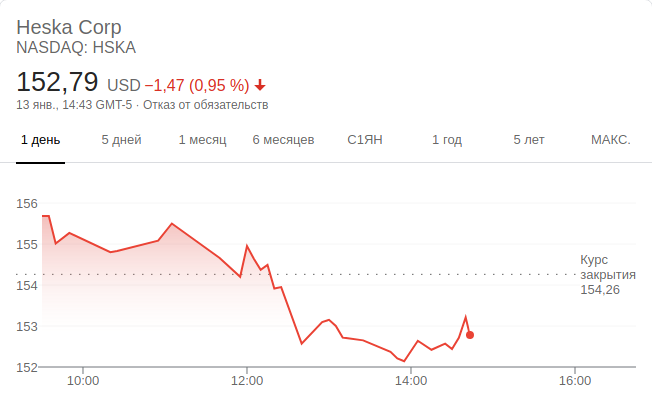 Heska Corp
NASDAQ: HSKA
152,79 USD −1,47 (0,95 %)
13 янв., 14:43 GMT-5 · Отказ от обязательств
1 день 5 дней 1 месяц 6 месяцев С1ЯН 1 год 5 лет МАКС.
156
155
Курс
закрытия
154,26
154
153
152
10:00 12:00 14:00 16:00